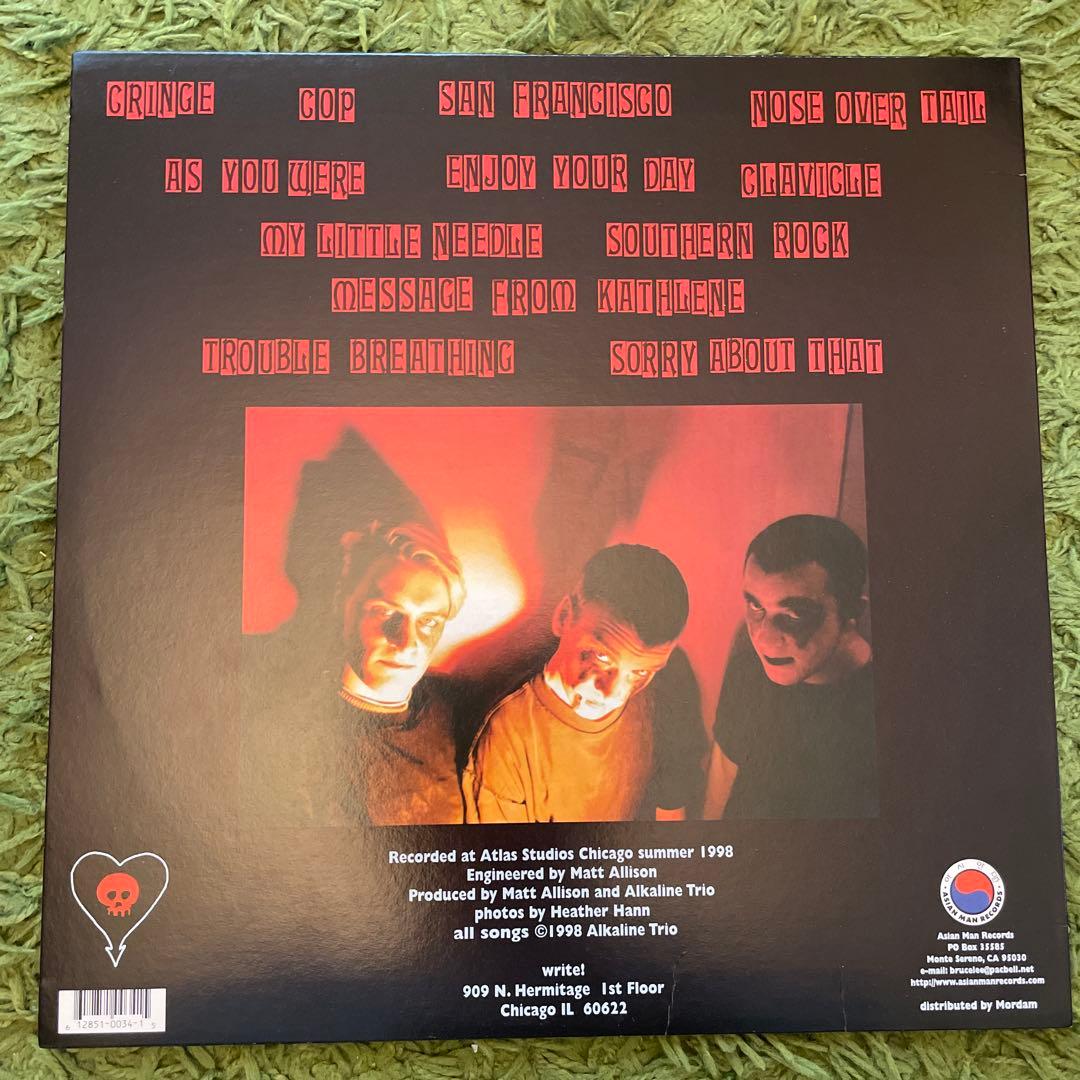 CRINGE COP SAN FRANCISCO NOSE OVER TAIL
AS YOU WERE ENJOY YOUR DAY CLAVICLE
MY LITTLE NEEDLE SOUTHERN ROCK
MESSAGE FROM KATHLENE
TROUBLE BREATHING SORRY ABOUT THAT
Recorded at Atlas Studios Chicago summer 1998
Engineered by Matt Allison
Produced by Matt Allison and Alkaline Trio
photos by Heather Hann
all songs ©1998 Alkaline Trio
write!
909 N. Hermitage 1st Floor
Chicago IL 60622
6 12851-0034-1 9
ASIAN MAN RECORDS
Asian Man Records
PO Box 35585
Monte Sereno, CA 95030
e-mail: brucelee@pacbell.net
http://www.asianmanrecords.com
distributed by Mordam